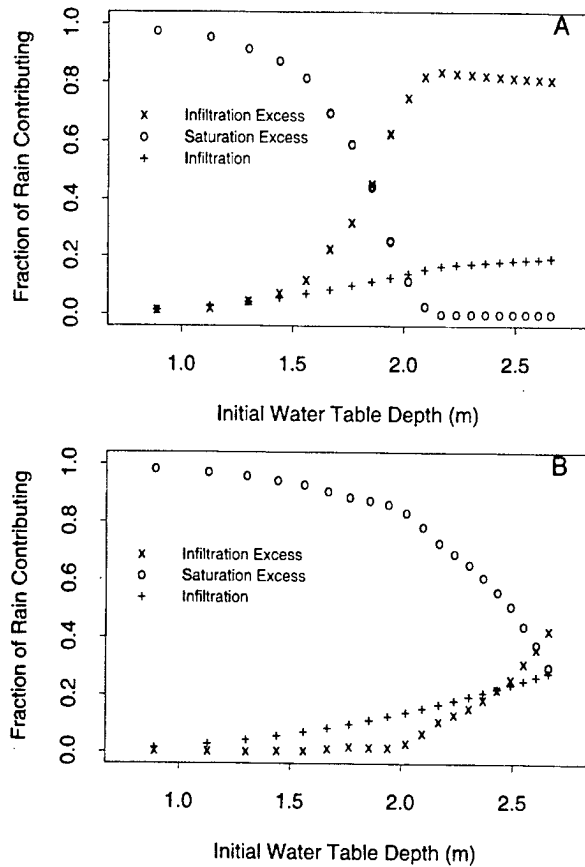 A
Fraction of Rain Contributing
1.0
0.8
0.6
0.4
0.2
0.0
x Infiltration Excess
o Saturation Excess
+ Infiltration
1.0 1.5 2.0 2.5
Initial Water Table Depth (m)
B
Fraction of Rain Contributing
1.0
0.8
0.6
0.4
0.2
0.0
x Infiltration Excess
o Saturation Excess
+ Infiltration
1.0 1.5 2.0 2.5
Initial Water Table Depth (m)